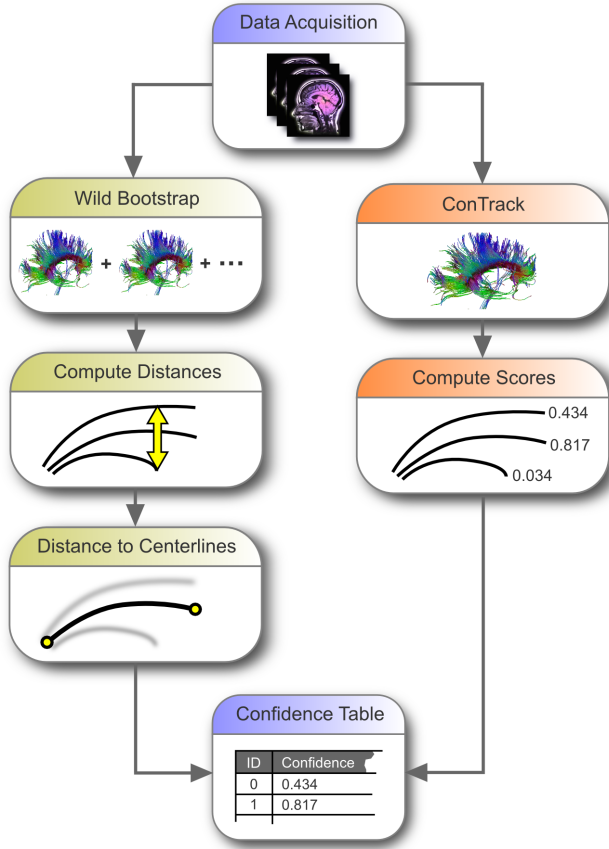 Data Acquisition
Wild Bootstrap
+ + ...
ConTrack
Compute Distances
Compute Scores
0.434
0.817
0.034
Distance to Centerlines
Confidence Table
ID Confidence
0 0.434
1 0.817